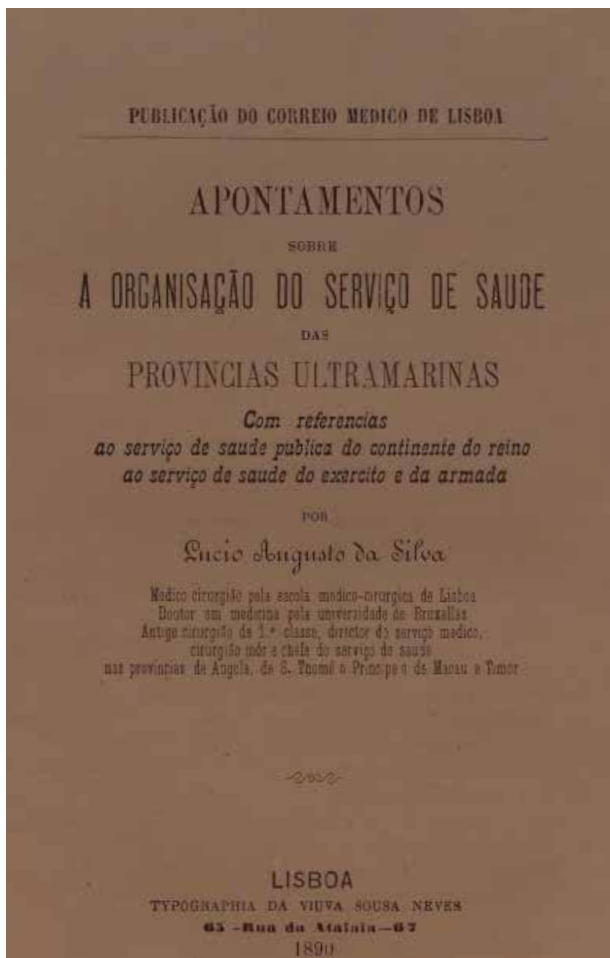 PUBLICAÇÃO DO CORREIO MEDICO DE LISBOA
APONTAMENTOS
SOBRE
A ORGANISAÇÃO DO SERVIÇO DE SAUDE
DAS
PROVINCIAS ULTRAMARINAS
Com referencias
ao serviço de saude publica do continente do reino
ao serviço de saude do exercito e da armada
POR
Lucio Augusto da Silva
Medico cirurgião pela escola medico-cirurgica de Lisboa
Doutor em medicina pela universidade de Bruxellas
Antigo cirurgião de 1.ª classe, director do serviço medico,
cirurgião mór e chefe do serviço de saude
nas provincias de Angola, de S. Thomé e Principe e de Macau e Timor
LISBOA
TYPOGRAPHIA DA VIUVA SOUSA NEVES
65 -Rua da Atalaia—67
1890